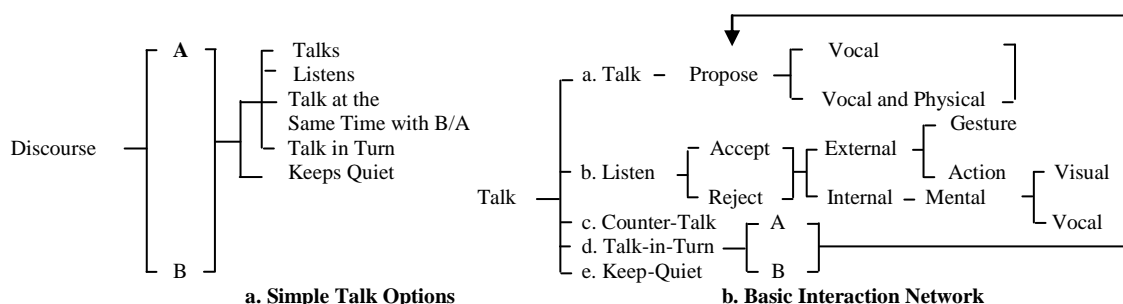 Discourse
A
B
Talks
Listens
Talk at the
Same Time with B/A
Talk in Turn
Keeps Quiet
a. Simple Talk Options
Talk
a. Talk
Propose
Vocal
Vocal and Physical
b. Listen
Accept
Reject
External
Internal
Gesture
Action
Mental
Visual
Vocal
c. Counter-Talk
d. Talk-in-Turn
e. Keep-Quiet
A
B
b. Basic Interaction Network